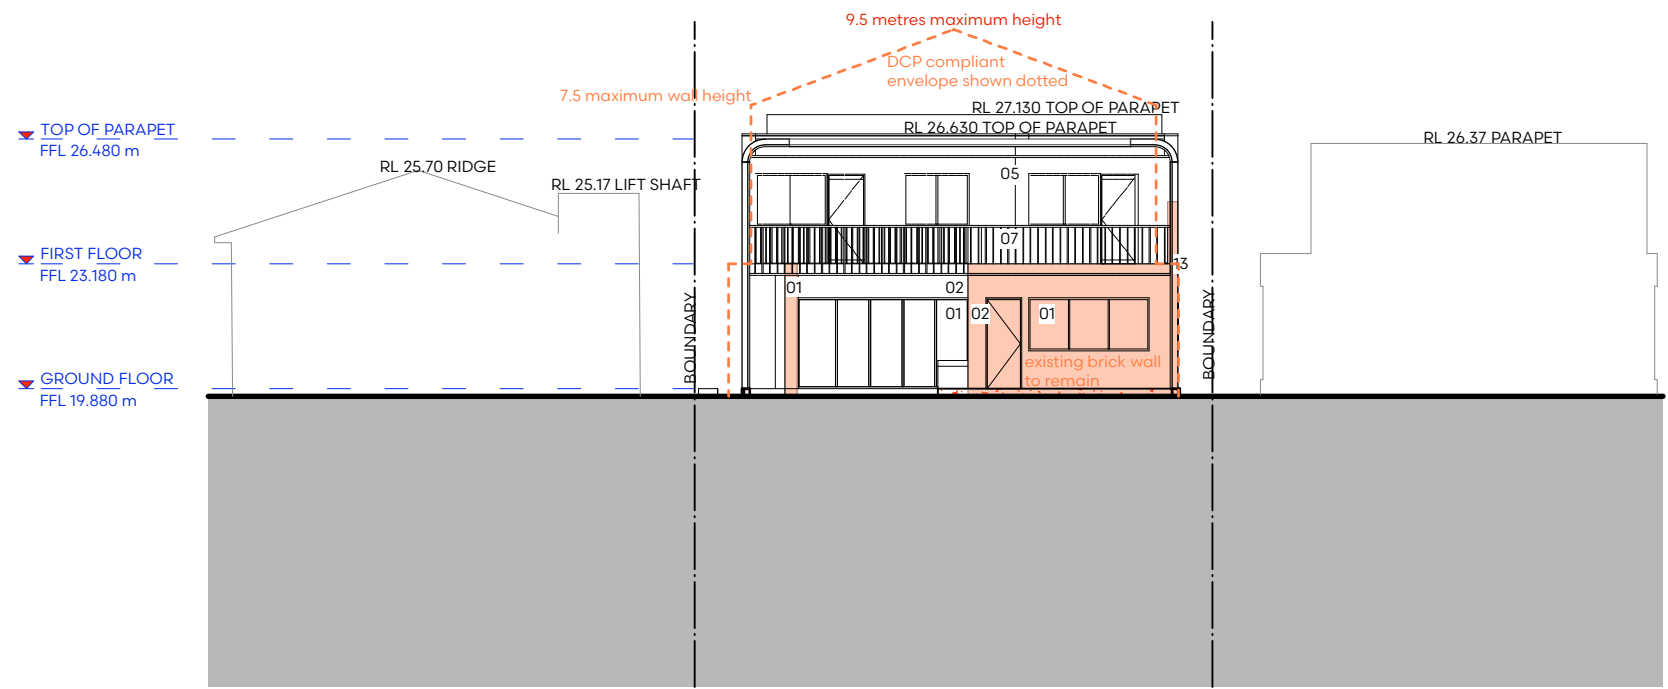 9.5 metres maximum height
DCP compliant
envelope shown dotted
7.5 maximum wall height
RL 27.130 TOP OF PARAPET
RL 26.630 TOP OF PARAPET
TOP OF PARAPET
FFL 26.480 m
RL 26.37 PARAPET
RL 25.70 RIDGE
RL 25.17 LIFT SHAFT
05
07
FIRST FLOOR
FFL 23.180 m
13
01
02
01
02
01
BOUNDARY
BOUNDARY
existing brick wall
to remain
GROUND FLOOR
FFL 19.880 m